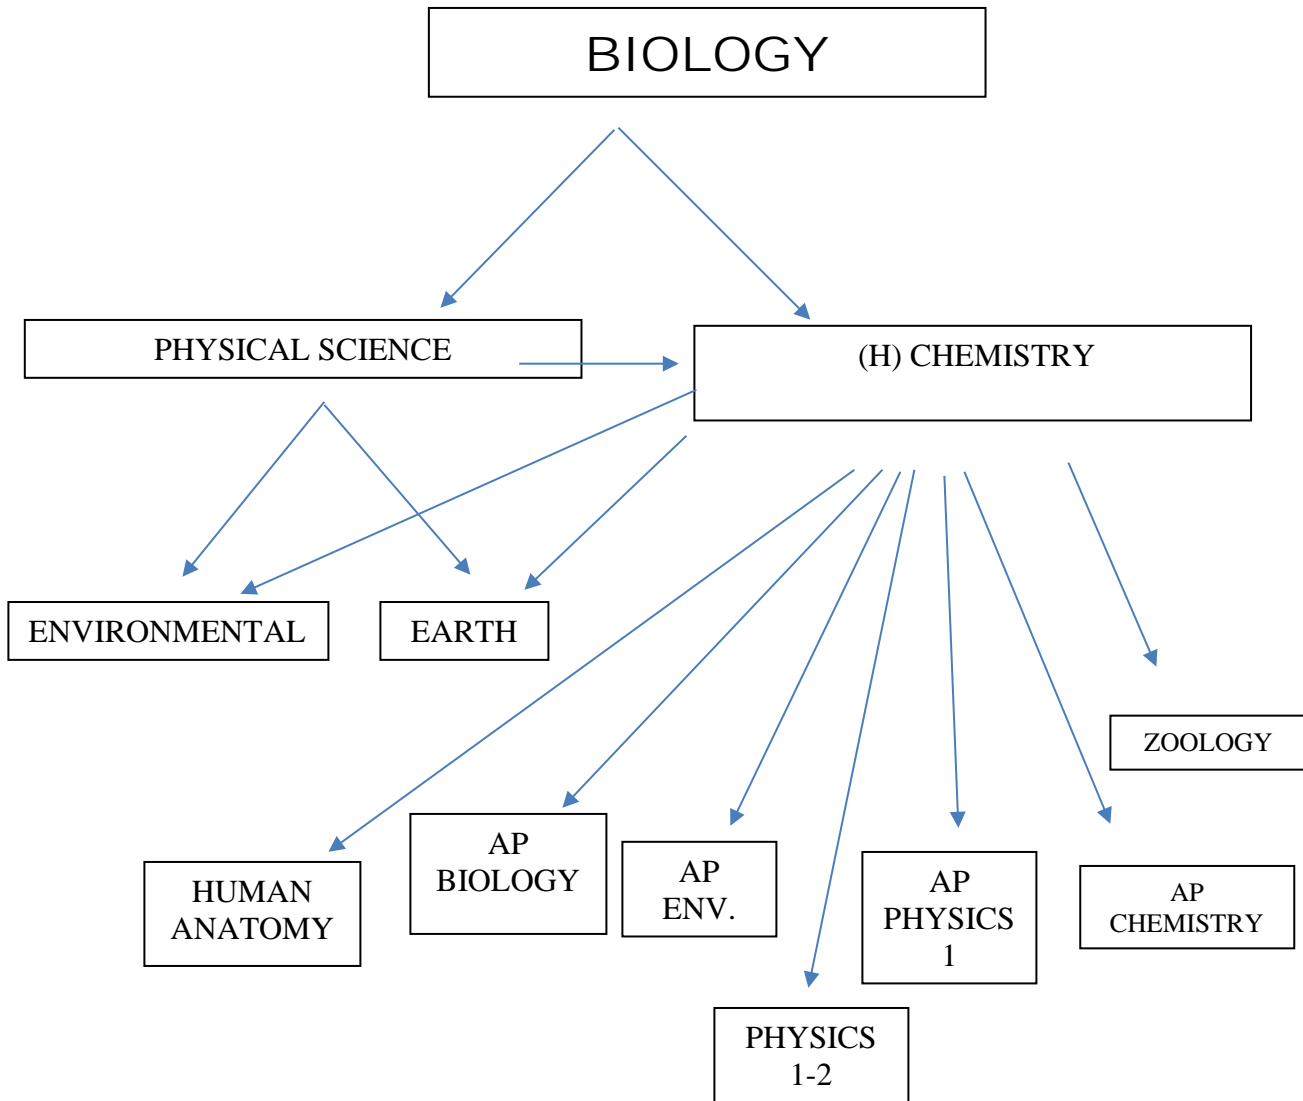 BIOLOGY
PHYSICAL SCIENCE
(H) CHEMISTRY
ENVIRONMENTAL
EARTH
ZOOLOGY
HUMAN
ANATOMY
AP
BIOLOGY
AP
ENV.
AP
PHYSICS
1
AP
CHEMISTRY
PHYSICS
1-2